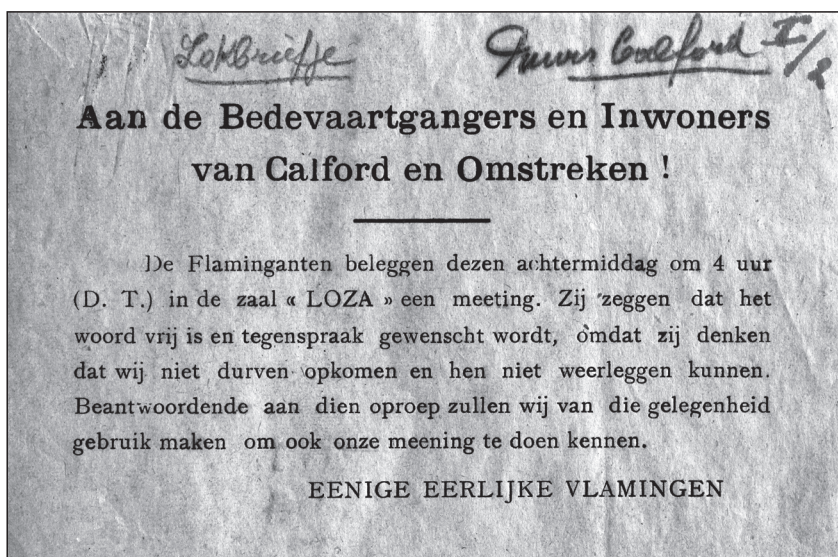 Lokbriefje
Calford I/2
Aan de Bedevaartgangers en Inwoners
van Calford en Omstreken !
De Flaminganten beleggen dezen achtermiddag om 4 uur
(D. T.) in de zaal « LOZA » een meeting. Zij zeggen dat het
woord vrij is en tegenspraak gewenscht wordt, omdat zij denken
dat wij niet durven opkomen en hen niet weerleggen kunnen.
Beantwoordende aan dien oproep zullen wij van die gelegenheid
gebruik maken om ook onze meening te doen kennen.
EENIGE EERLIJKE VLAMINGEN